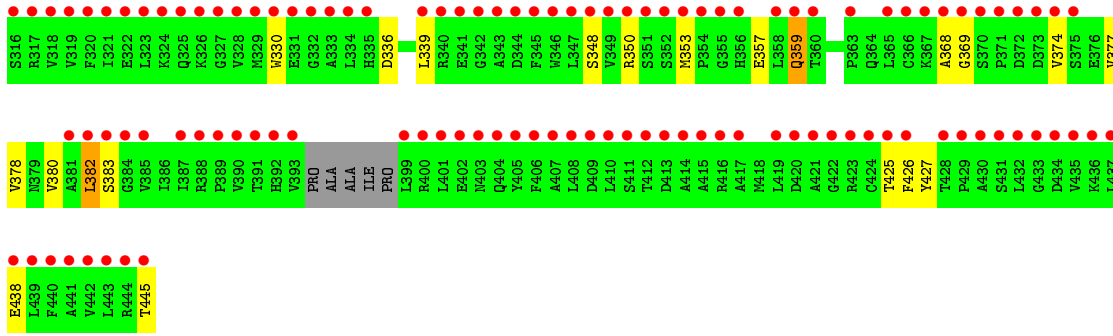 S316 R317 V318 V319 F320 I321 E322 L323 K324 Q325 K326 G327 V328 M329 W330 E331 G332 A333 L334 H335 D336 L339 R340 E341 G342 A343 D344 F345 W346 L347 S348 V349 R350 S351 S352 M353 P354 G355 H356 E357 L358 Q359 T360 P363 Q364 L365 C366 K367 A368 G369 S370 P371 D372 D373 V374 S375 E376 V377
V378 N379 V380 A381 L382 S383 G384 V385 I386 I387 R388 P389 V390 T391 H392 V393 PRO ALA ALA ILE PRO L399 R400 L401 E402 N403 Q404 Y405 F406 A407 L408 D409 L410 S411 T412 D413 A414 A415 R416 A417 M418 L419 D420 A421 G422 R423 C424 T425 F426 Y427 T428 P429 A430 S431 L432 G433 D434 V435 K436 L437
E438 L439 F440 A441 V442 L443 R444 T445